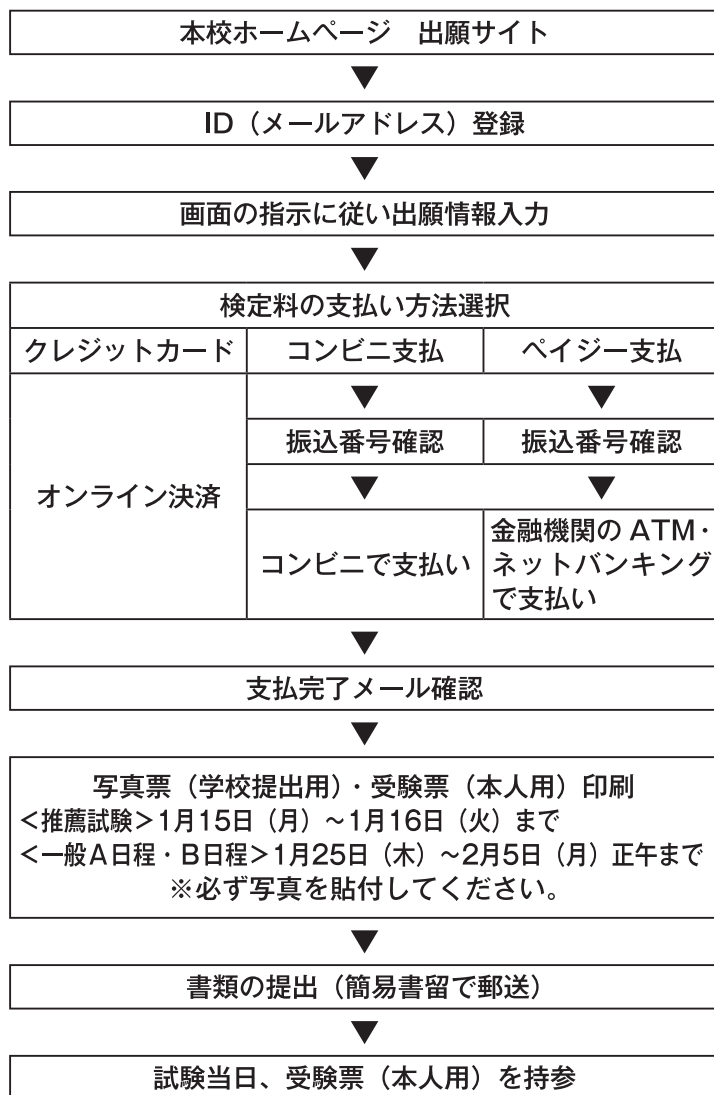 本校ホームページ　出願サイト
▼
ID（メールアドレス）登録
▼
画面の指示に従い出願情報入力
▼
検定料の支払い方法選択
クレジットカード　コンビニ支払　ペイジー支払
▼　▼
振込番号確認　振込番号確認
オンライン決済
▼　▼
コンビニで支払い
金融機関の ATM・
ネットバンキング
で支払い
▼
支払完了メール確認
▼
写真票（学校提出用）・受験票（本人用）印刷
＜推薦試験＞1月15日（月）～1月16日（火）まで
＜一般A日程・B日程＞1月25日（木）～2月5日（月）正午まで
※必ず写真を貼付してください。
▼
書類の提出（簡易書留で郵送）
▼
試験当日、受験票（本人用）を持参